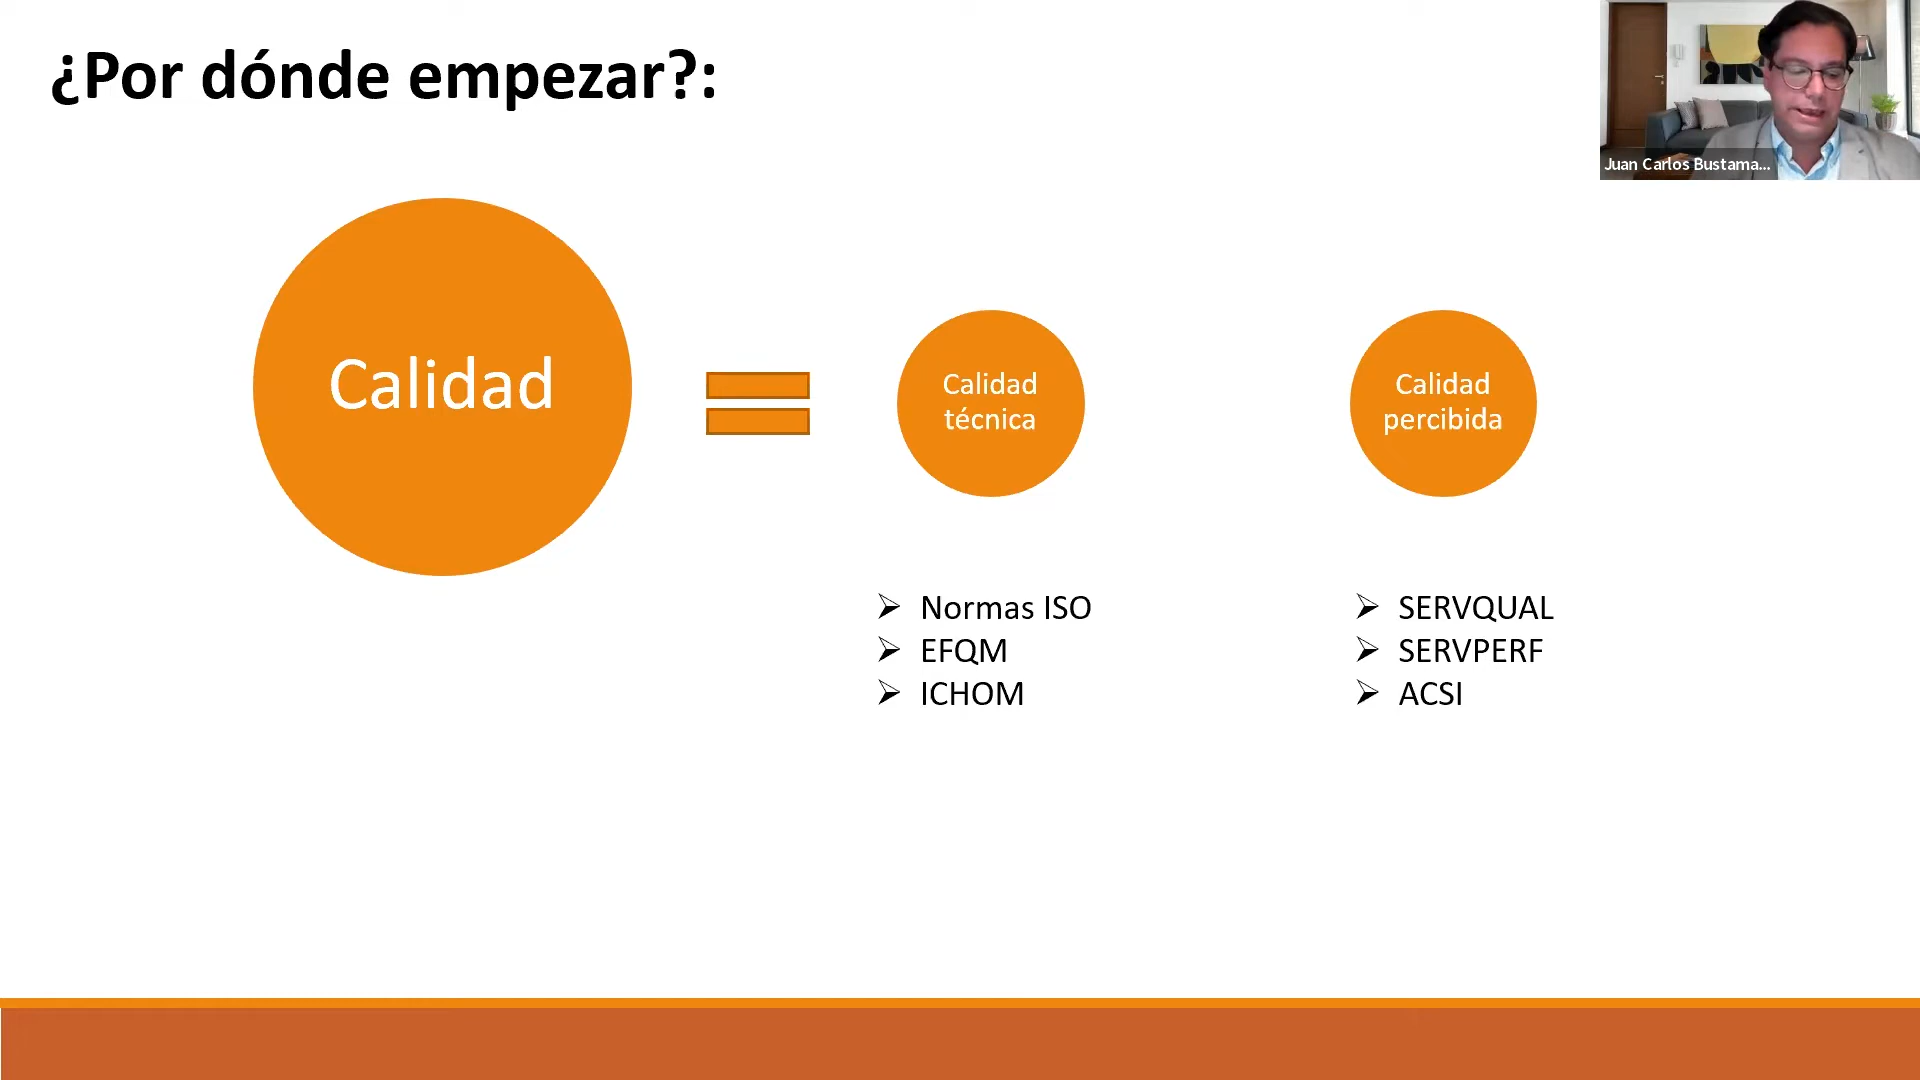 ¿Por dónde empezar?:
Juan Carlos Bustama...
Calidad
Calidad
técnica
Calidad
percibida
➢ Normas ISO
➢ EFQM
➢ ICHOM
➢ SERVQUAL
➢ SERVPERF
➢ ACSI